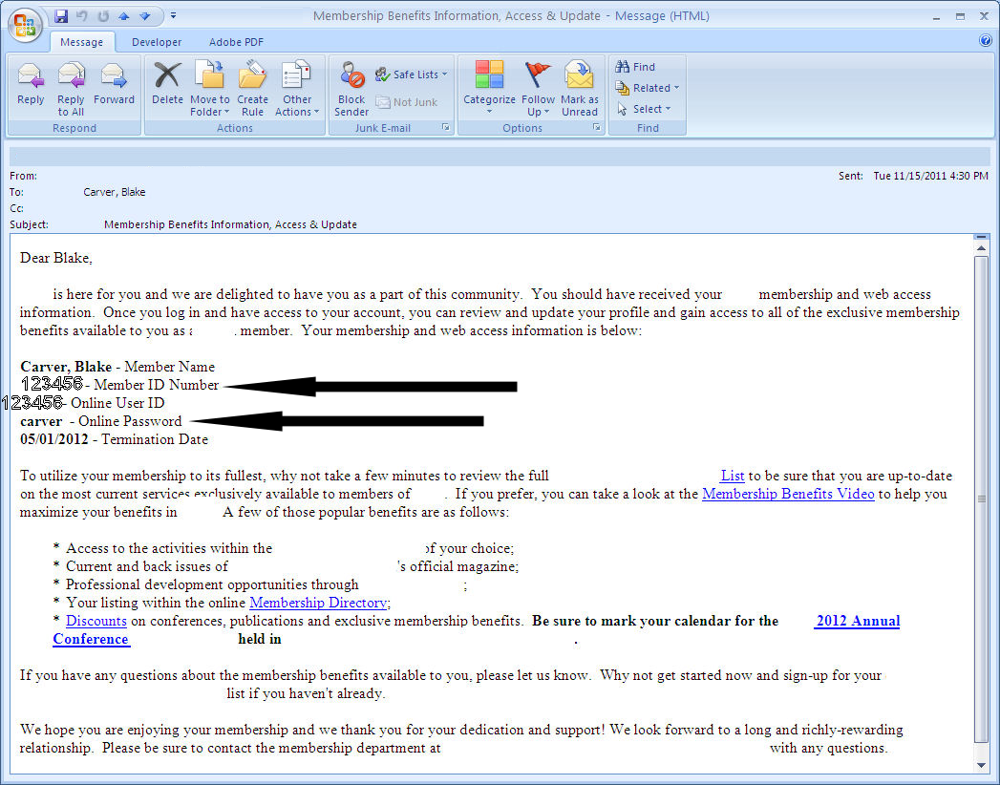 Membership Benefits Information, Access & Update - Message (HTML)
Message Developer Adobe PDF
Reply
Reply to All
Forward
Respond
Delete
Move to Folder
Create Rule
Other Actions
Actions
Block Sender
Safe Lists
Not Junk
Junk E-mail
Categorize
Follow Up
Mark as Unread
Options
Find
Related
Select
Find
From:
Sent: Tue 11/15/2011 4:30 PM
To: Carver, Blake
Cc:
Subject: Membership Benefits Information, Access & Update
Dear Blake,
is here for you and we are delighted to have you as a part of this community. You should have received your membership and web access
information. Once you log in and have access to your account, you can review and update your profile and gain access to all of the exclusive membership
benefits available to you as a . member. Your membership and web access information is below:
Carver, Blake - Member Name
123456 - Member ID Number
123456 - Online User ID
carver - Online Password
05/01/2012 - Termination Date
To utilize your membership to its fullest, why not take a few minutes to review the full List to be sure that you are up-to-date
on the most current services exclusively available to members of . If you prefer, you can take a look at the Membership Benefits Video to help you
maximize your benefits in A few of those popular benefits are as follows:
* Access to the activities within the of your choice;
* Current and back issues of 's official magazine;
* Professional development opportunities through ;
* Your listing within the online Membership Directory;
* Discounts on conferences, publications and exclusive membership benefits. Be sure to mark your calendar for the 2012 Annual
Conference held in .
If you have any questions about the membership benefits available to you, please let us know. Why not get started now and sign-up for your
list if you haven't already.
We hope you are enjoying your membership and we thank you for your dedication and support! We look forward to a long and richly-rewarding
relationship. Please be sure to contact the membership department at with any questions.